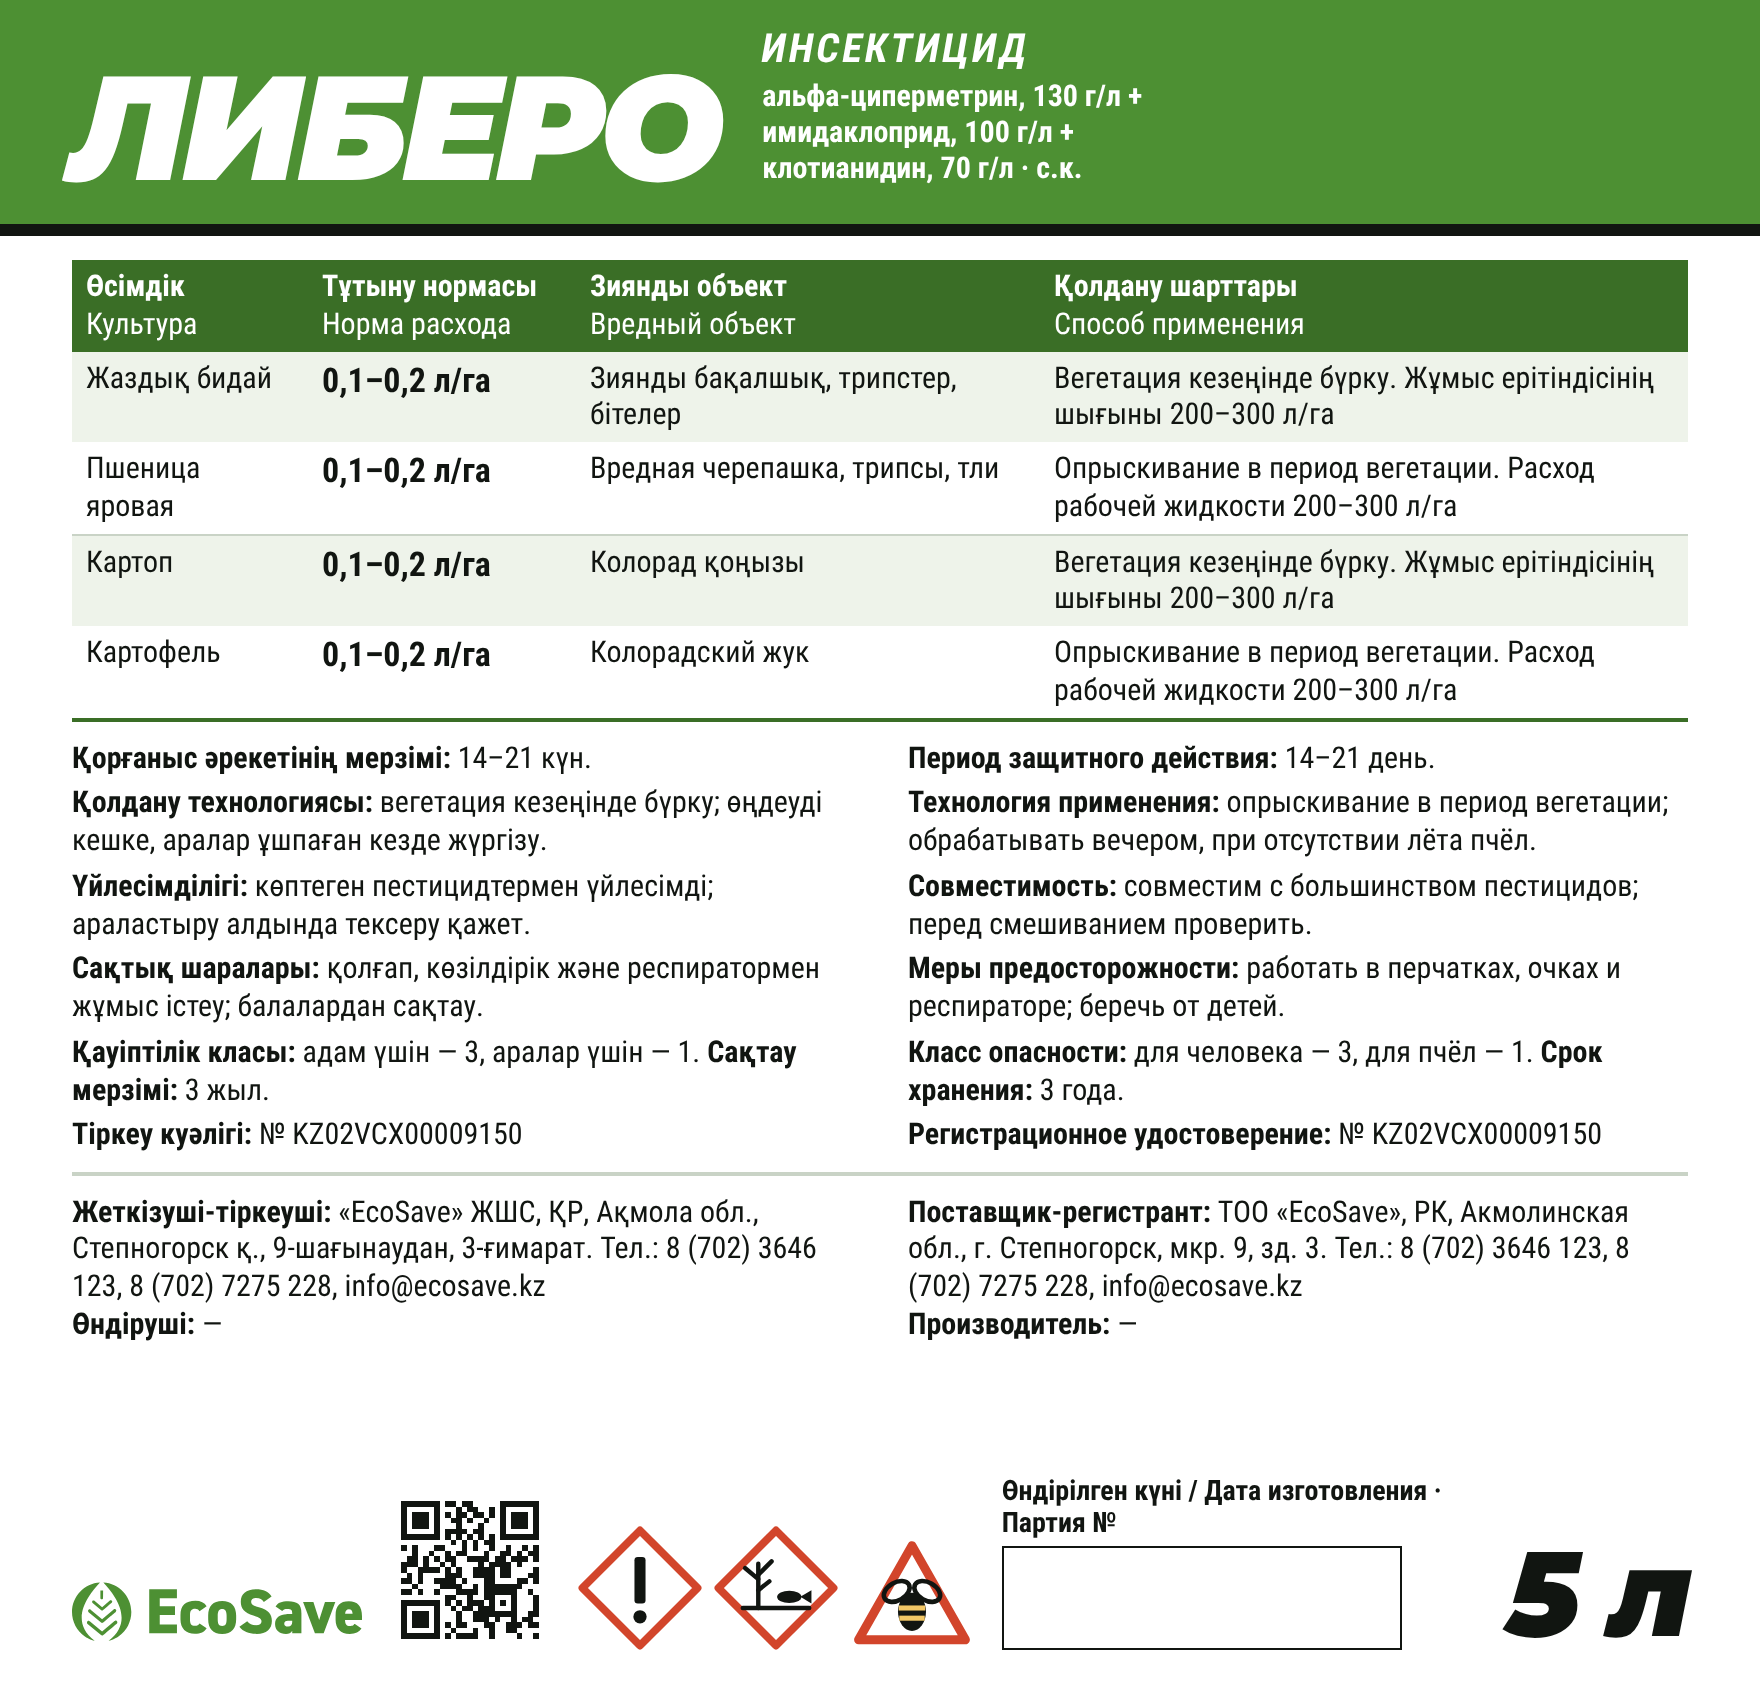 ЛИБЕРО
ИНСЕКТИЦИД
альфа-циперметрин, 130 г/л +
имидаклоприд, 100 г/л +
клотианидин, 70 г/л · с.к.
Өсімдік Тұтыну нормасы Зиянды объект Қолдану шарттары
Культура Норма расхода Вредный объект Способ применения
Жаздық бидай 0,1–0,2 л/га Зиянды бақалшық, трипстер, Вегетация кезеңінде бүрку. Жұмыс ерітіндісінің
бітелер шығыны 200–300 л/га
Пшеница 0,1–0,2 л/га Вредная черепашка, трипсы, тли Опрыскивание в период вегетации. Расход
яровая рабочей жидкости 200–300 л/га
Картоп 0,1–0,2 л/га Колорад қоңызы Вегетация кезеңінде бүрку. Жұмыс ерітіндісінің
шығыны 200–300 л/га
Картофель 0,1–0,2 л/га Колорадский жук Опрыскивание в период вегетации. Расход
рабочей жидкости 200–300 л/га
Қорғаныс әрекетінің мерзімі: 14–21 күн.
Қолдану технологиясы: вегетация кезеңінде бүрку; өңдеуді
кешке, аралар ұшпаған кезде жүргізу.
Үйлесімділігі: көптеген пестицидтермен үйлесімді;
араластыру алдында тексеру қажет.
Сақтық шаралары: қолғап, көзілдірік және респиратормен
жұмыс істеу; балалардан сақтау.
Қауіптілік класы: адам үшін – 3, аралар үшін – 1. Сақтау
мерзімі: 3 жыл.
Тіркеу куәлігі: № KZ02VCX00009150
Период защитного действия: 14–21 день.
Технология применения: опрыскивание в период вегетации;
обрабатывать вечером, при отсутствии лёта пчёл.
Совместимость: совместим с большинством пестицидов;
перед смешиванием проверить.
Меры предосторожности: работать в перчатках, очках и
респираторе; беречь от детей.
Класс опасности: для человека – 3, для пчёл – 1. Срок
хранения: 3 года.
Регистрационное удостоверение: № KZ02VCX00009150
Жеткізуші-тіркеуші: «EcoSave» ЖШС, ҚР, Ақмола обл.,
Степногорск қ., 9-шағынаудан, 3-ғимарат. Тел.: 8 (702) 3646
123, 8 (702) 7275 228, info@ecosave.kz
Өндіруші: –
Поставщик-регистрант: ТОО «EcoSave», РК, Акмолинская
обл., г. Степногорск, мкр. 9, зд. 3. Тел.: 8 (702) 3646 123, 8
(702) 7275 228, info@ecosave.kz
Производитель: –
EcoSave
Өндірілген күні / Дата изготовления ·
Партия №
5 л